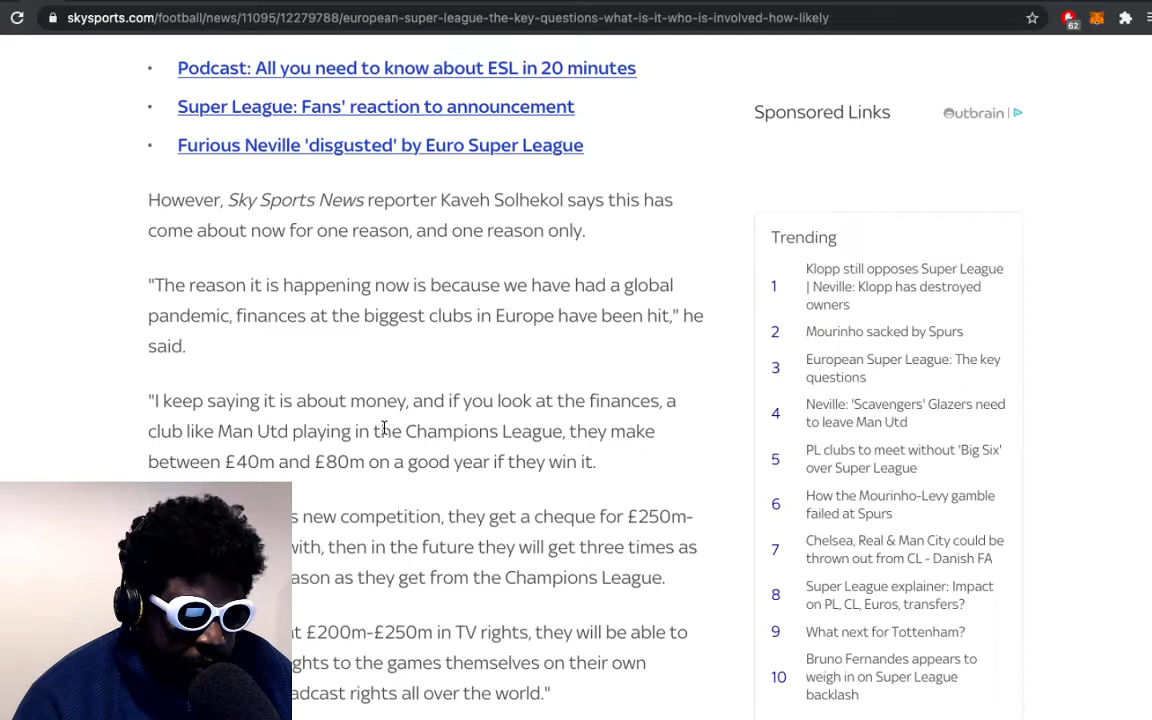 skysports.com/football/news/11095/12279788/european-super-league-the-key-questions-what-is-it-who-is-involved-how-likely
62
Podcast: All you need to know about ESL in 20 minutes
Super League: Fans' reaction to announcement
Furious Neville 'disgusted' by Euro Super League
However, Sky Sports News reporter Kaveh Solhekol says this has
come about now for one reason, and one reason only.
"The reason it is happening now is because we have had a global
pandemic, finances at the biggest clubs in Europe have been hit," he
said.
"I keep saying it is about money, and if you look at the finances, a
club like Man Utd playing in the Champions League, they make
between £40m and £80m on a good year if they win it.
s new competition, they get a cheque for £250m-
with, then in the future they will get three times as
ason as they get from the Champions League.
t £200m-£250m in TV rights, they will be able to
ghts to the games themselves on their own
adcast rights all over the world."
Sponsored Links
Outbrain
Trending
1 Klopp still opposes Super League
| Neville: Klopp has destroyed
owners
2 Mourinho sacked by Spurs
3 European Super League: The key
questions
4 Neville: 'Scavengers' Glazers need
to leave Man Utd
5 PL clubs to meet without 'Big Six'
over Super League
6 How the Mourinho-Levy gamble
failed at Spurs
7 Chelsea, Real & Man City could be
thrown out from CL - Danish FA
8 Super League explainer: Impact
on PL, CL, Euros, transfers?
9 What next for Tottenham?
10 Bruno Fernandes appears to
weigh in on Super League
backlash